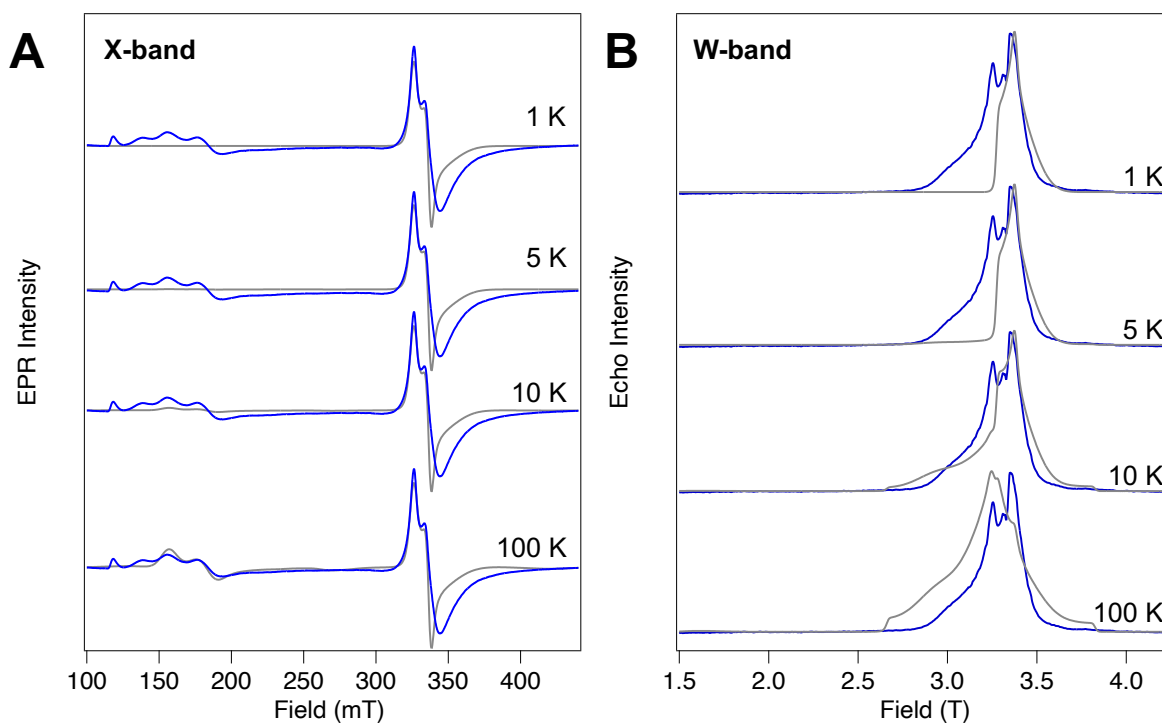 A
X-band
1 K
5 K
10 K
100 K
EPR Intensity
100
150
200
250
300
350
400
Field (mT)
B
W-band
1 K
5 K
10 K
100 K
Echo Intensity
1.5
2.0
2.5
3.0
3.5
4.0
Field (T)